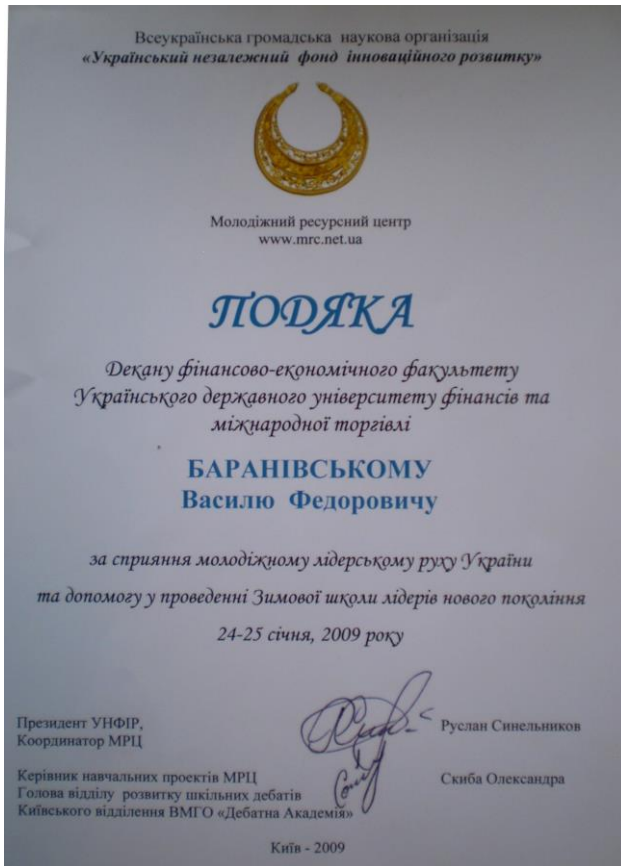 Всеукраїнська громадська наукова організація
«Український незалежний фонд інноваційного розвитку»
Молодіжний ресурсний центр
www.mrc.net.ua
ПОДЯКА
Декану фінансово-економічного факультету
Українського державного університету фінансів та
міжнародної торгівлі
БАРАНІВСЬКОМУ
Василю Федоровичу
за сприяння молодіжному лідерському руху України
та допомогу у проведенні Зимової школи лідерів нового покоління
24-25 січня, 2009 року
Президент УНФІР, Руслан Синельников
Координатор МРЦ
Керівник навчальних проектів МРЦ Скиба Олександра
Голова відділу розвитку шкільних дебатів
Київського відділення ВМГО «Дебатна Академія»
Київ - 2009